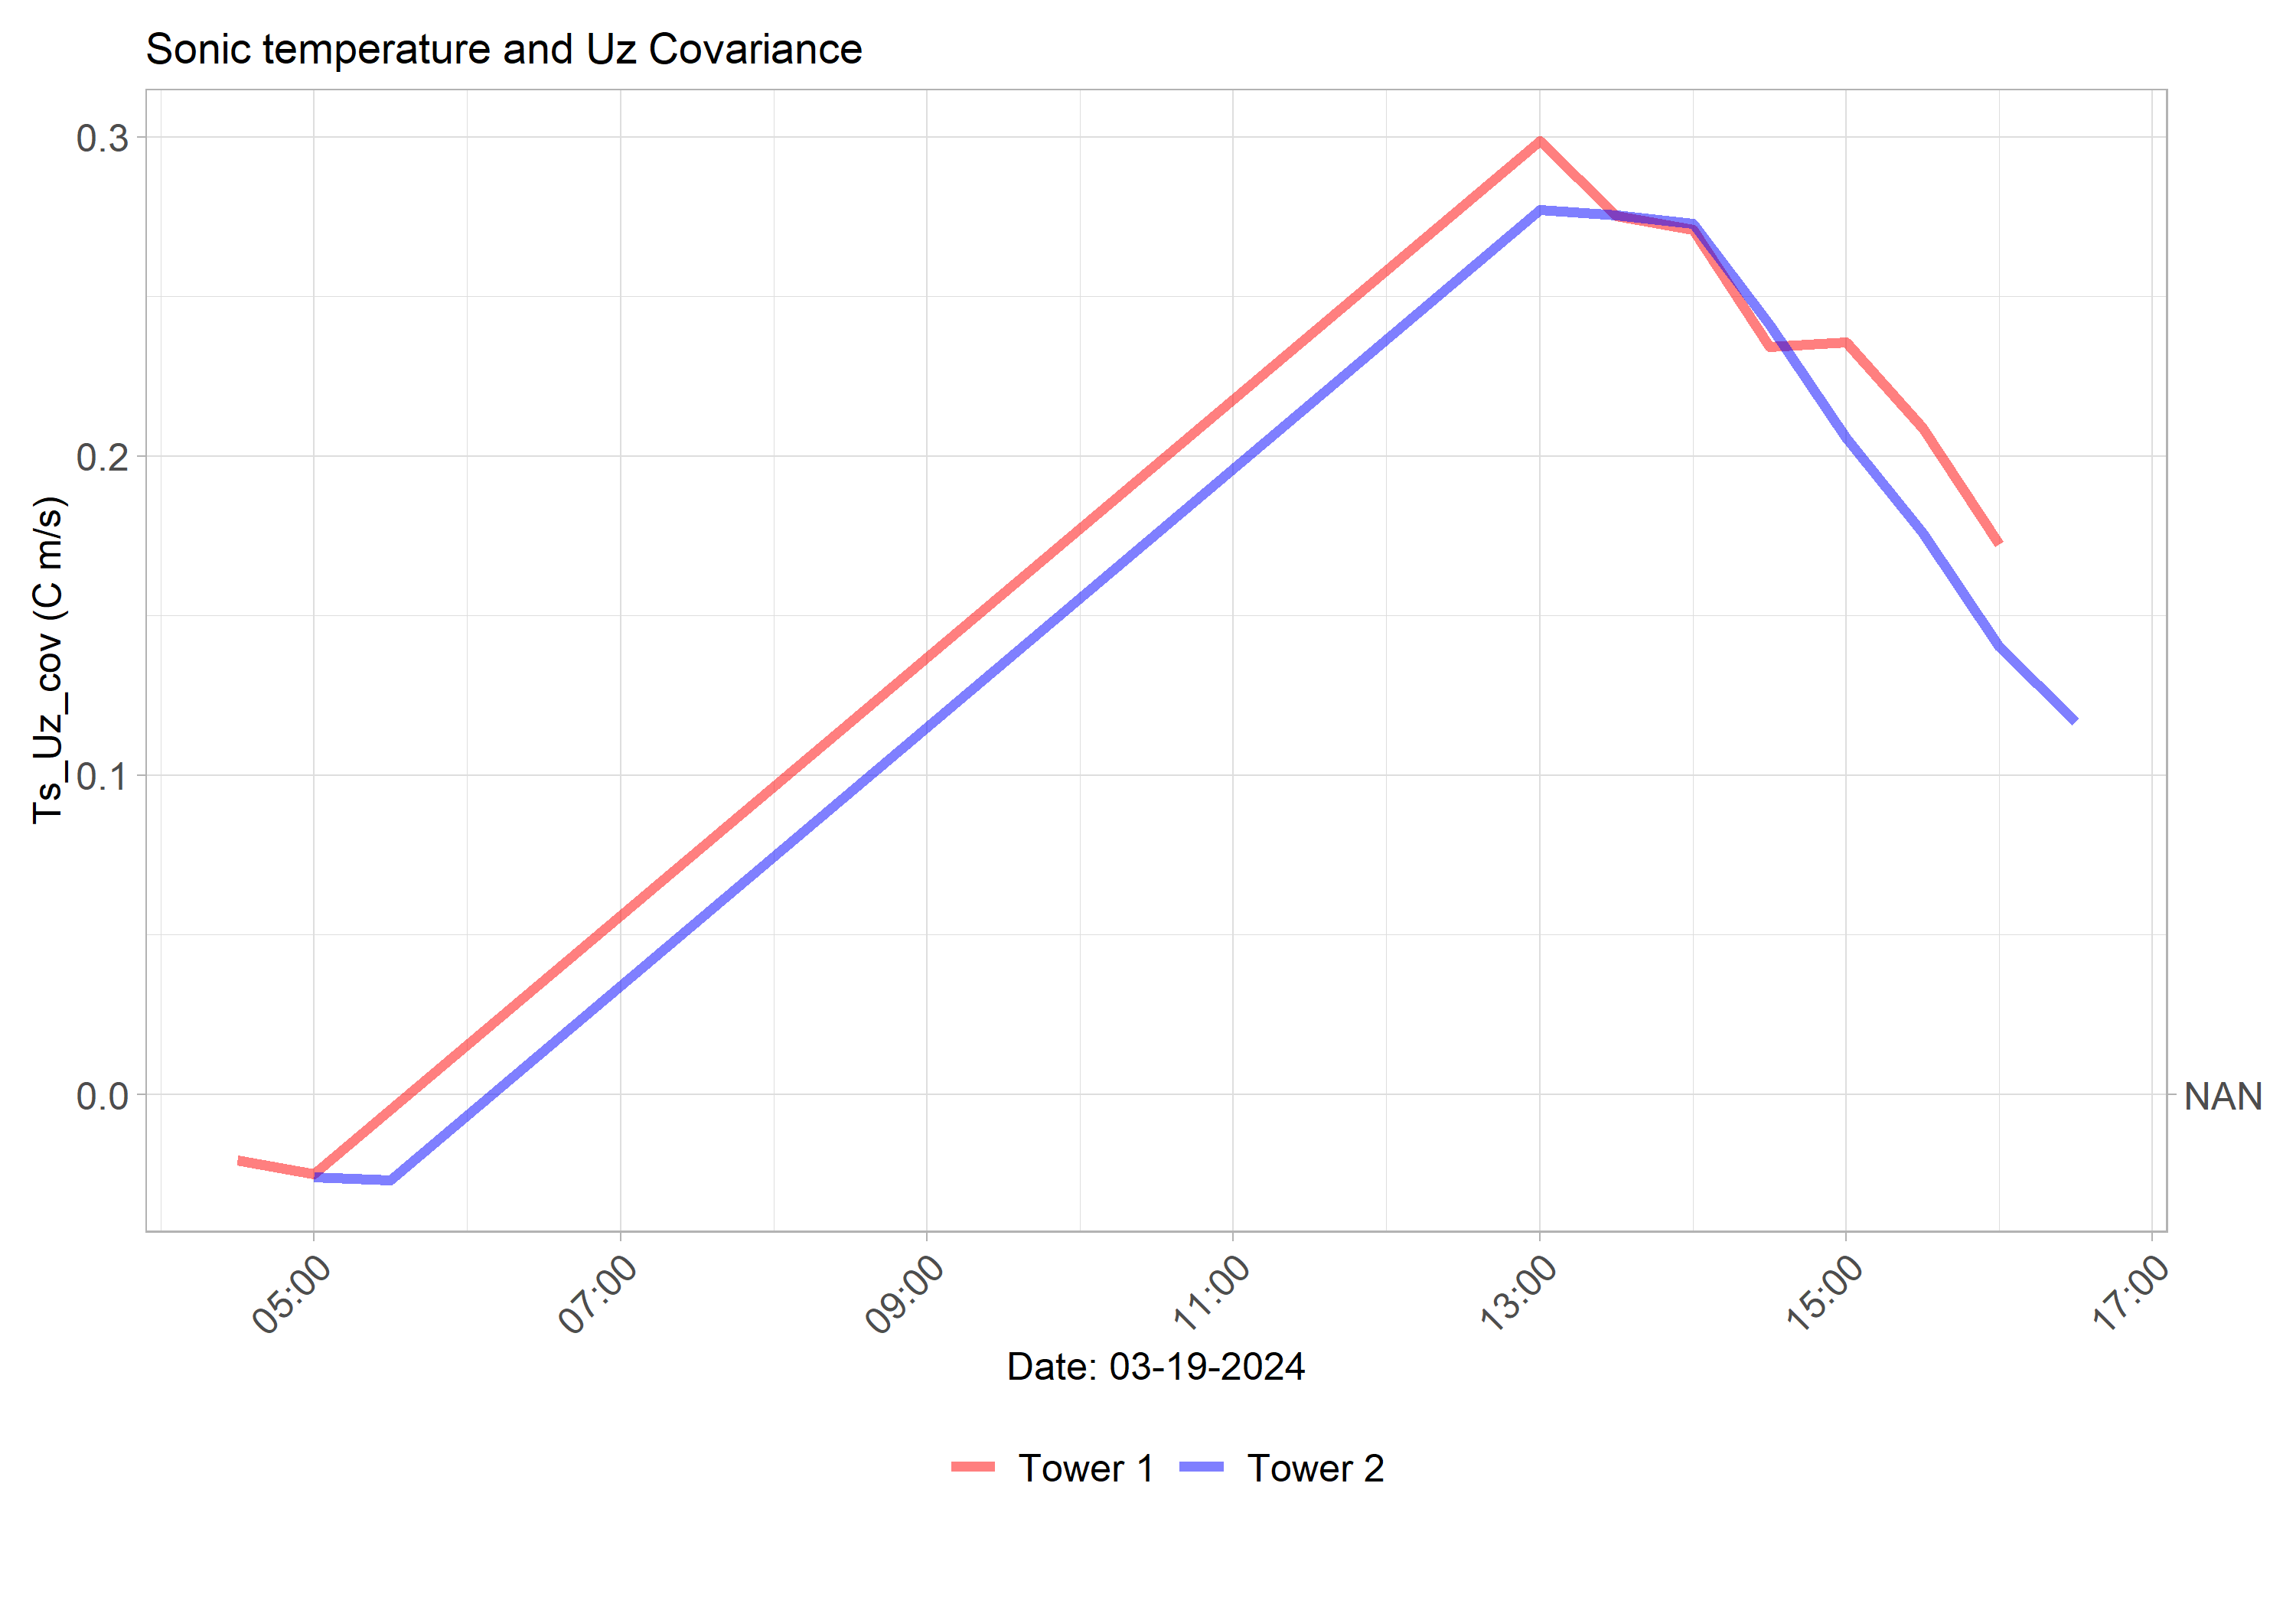 Sonic temperature and Uz Covariance
Ts_Uz_cov (C m/s)
0.3
0.2
0.1
0.0
NAN
05:00
07:00
09:00
11:00
13:00
15:00
17:00
Date: 03-19-2024
Tower 1
Tower 2